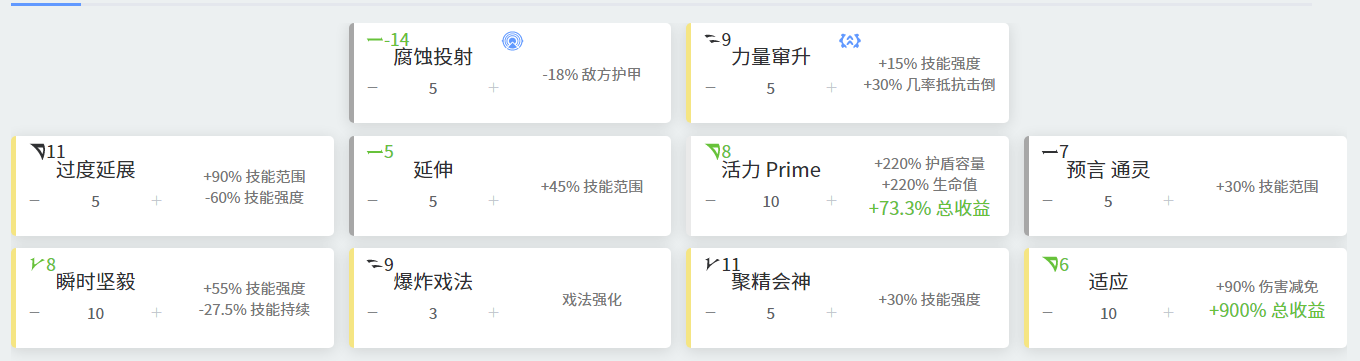 -14
腐蚀投射
- 5 +
-18% 敌方护甲
9
力量窜升
- 5 +
+15% 技能强度
+30% 几率抵抗击倒
11
过度延展
- 5 +
+90% 技能范围
-60% 技能强度
5
延伸
- 5 +
+45% 技能范围
8
活力 Prime
- 10 +
+220% 护盾容量
+220% 生命值
+73.3% 总收益
7
预言 通灵
- 5 +
+30% 技能范围
8
瞬时坚毅
- 10 +
+55% 技能强度
-27.5% 技能持续
9
爆炸戏法
- 3 +
戏法强化
11
聚精会神
- 5 +
+30% 技能强度
6
适应
- 10 +
+90% 伤害减免
+900% 总收益